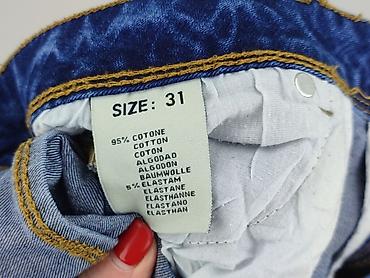 SIZE: 31
95% COTONE
COTTON
COTON
ALGODAO
ALGODON
BAUMWOLLE
5% ELASTAM
ELASTANE
ELASTHANNE
ELASTANO
ELASTHAN